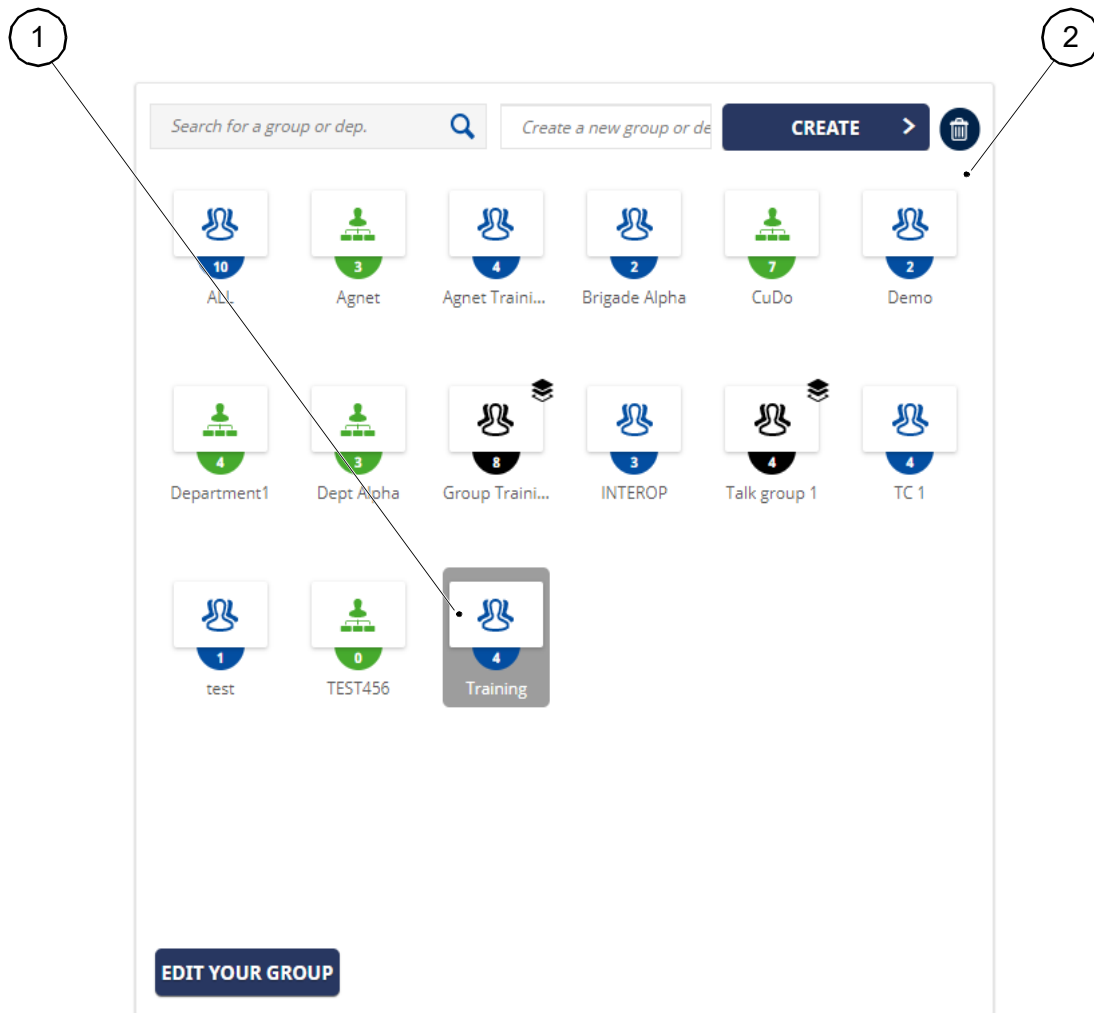 1
2
Search for a group or dep.
Create a new group or de
CREATE
10
3
4
2
7
2
ALL
Agnet
Agnet Traini...
Brigade Alpha
CuDo
Demo
4
3
8
3
4
4
Department1
Dept Alpha
Group Traini...
INTEROP
Talk group 1
TC 1
1
0
4
test
TEST456
Training
EDIT YOUR GROUP